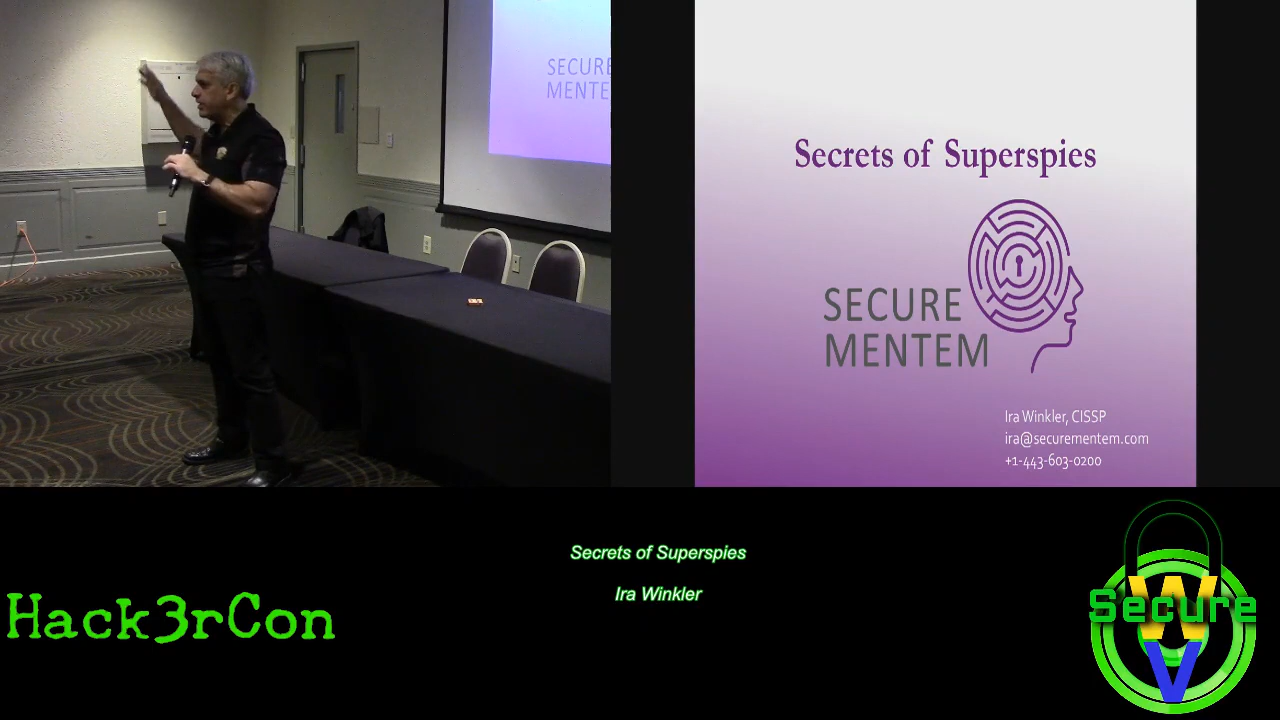 SECURE
MENTE
Secrets of Superspies
SECURE
MENTEM
Ira Winkler, CISSP
ira@securementem.com
+1-443-603-0200
Secrets of Superspies
Ira Winkler
Hack3rCon
Secure
W
V